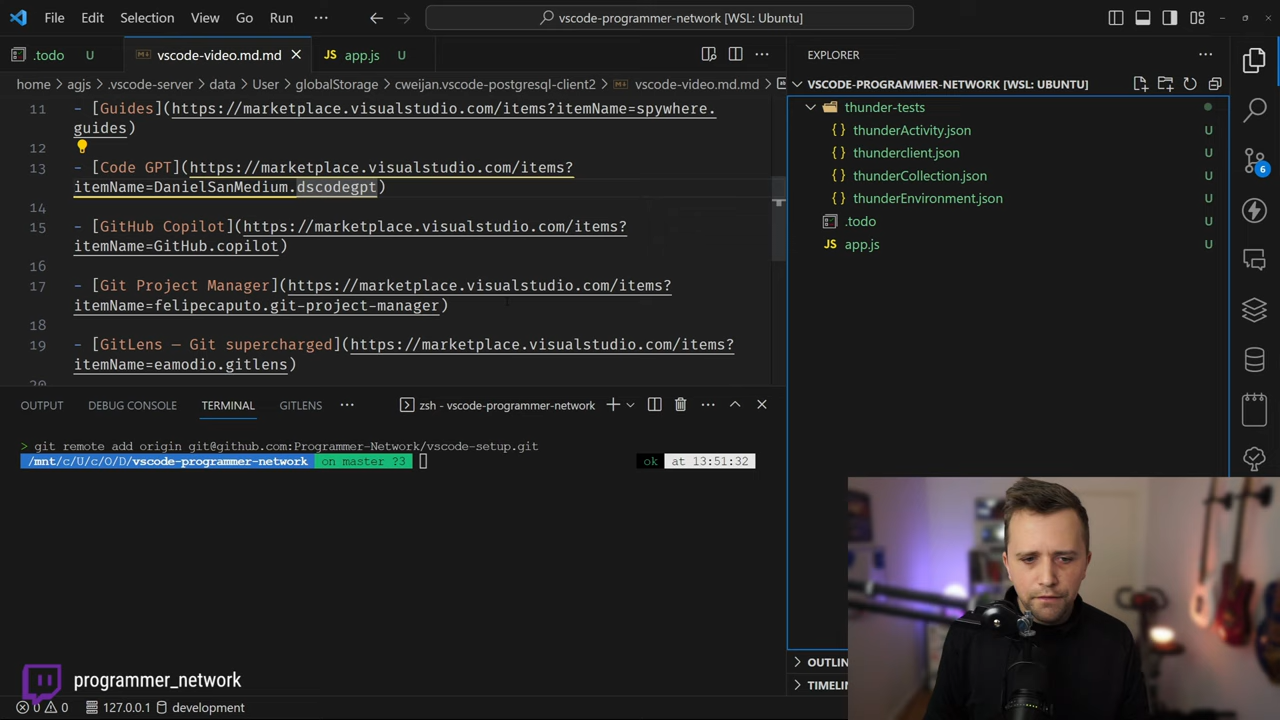 File Edit Selection View Go Run
vscode-programmer-network [WSL: Ubuntu]
.todo U
vscode-video.md.md
JS app.js U
home > agjs > .vscode-server > data > User > globalStorage > cweijan.vscode-postgresql-client2 > vscode-video.md.md
11 - [Guides](https://marketplace.visualstudio.com/items?itemName=spywhere.
guides)
12
13 - [Code GPT](https://marketplace.visualstudio.com/items?
itemName=DanielSanMedium.dscodegpt)
14
15 - [GitHub Copilot](https://marketplace.visualstudio.com/items?
itemName=GitHub.copilot)
16
17 - [Git Project Manager](https://marketplace.visualstudio.com/items?
itemName=felipecaputo.git-project-manager)
18
19 - [GitLens — Git supercharged](https://marketplace.visualstudio.com/items?
itemName=eamodio.gitlens)
20
OUTPUT DEBUG CONSOLE TERMINAL GITLENS
zsh - vscode-programmer-network
> git remote add origin git@github.com:Programmer-Network/vscode-setup.git
/mnt/c/U/c/O/D/vscode-programmer-network on master ?3 ok at 13:51:32
EXPLORER
VSCODE-PROGRAMMER-NETWORK [WSL: UBUNTU]
thunder-tests
{} thunderActivity.json U
{} thunderclient.json U
{} thunderCollection.json U
{} thunderEnvironment.json U
.todo U
JS app.js U
6
OUTLIN
TIMELIN
programmer_network
0 0 127.0.0.1 development